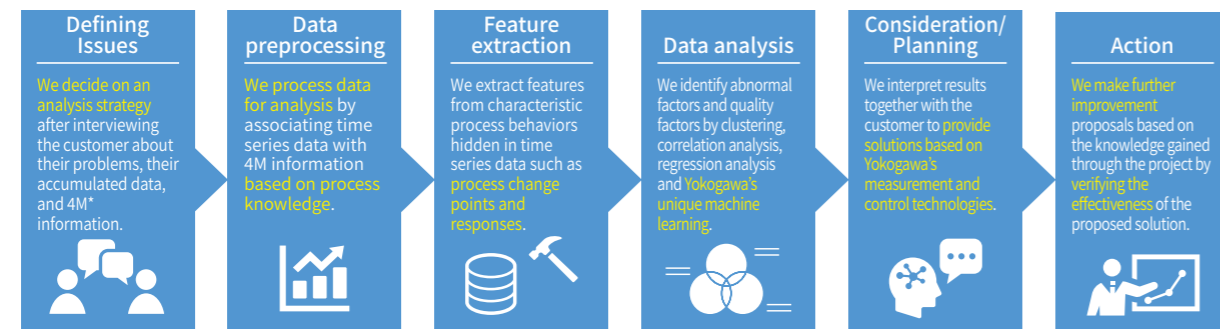 Defining
Issues
We decide on an
analysis strategy
after interviewing
the customer about
their problems, their
accumulated data,
and 4M*
information.
Data
preprocessing
We process data
for analysis by
associating time
series data with
4M information
based on process
knowledge.
Feature
extraction
We extract features
from characteristic
process behaviors
hidden in time
series data such as
process change
points and
responses.
Data analysis
We identify abnormal
factors and quality
factors by clustering,
correlation analysis,
regression analysis
and Yokogawa's
unique machine
learning.
Consideration/
Planning
We interpret results
together with the
customer to provide
solutions based on
Yokogawa's
measurement and
control technologies.
Action
We make further
improvement
proposals based on
the knowledge gained
through the project by
verifying the
effectiveness of the
proposed solution.